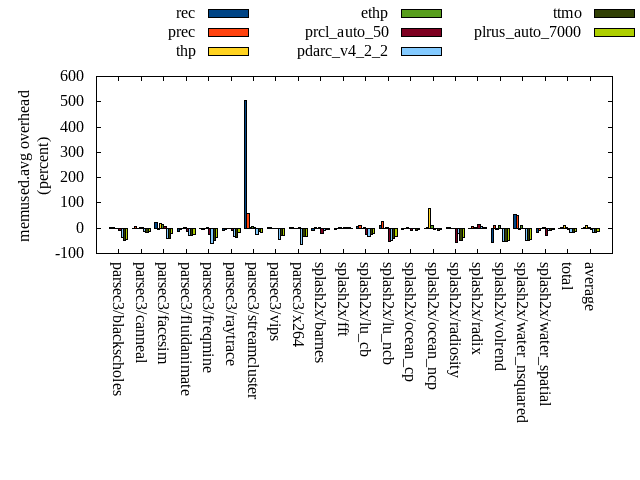 rec
prec
thp
ethp
prcl_auto_50
pdarc_v4_2_2
ttmo
plrus_auto_7000
memused.avg overhead
(percent)
600
500
400
300
200
100
0
-100
parsec3/blackscholes
parsec3/canneal
parsec3/facesim
parsec3/fluidanimate
parsec3/freqmine
parsec3/raytrace
parsec3/streamcluster
parsec3/vips
parsec3/x264
splash2x/barnes
splash2x/fft
splash2x/lu_cb
splash2x/lu_ncb
splash2x/ocean_cp
splash2x/ocean_ncp
splash2x/radiosity
splash2x/radix
splash2x/volrend
splash2x/water_nsquared
splash2x/water_spatial
total
average